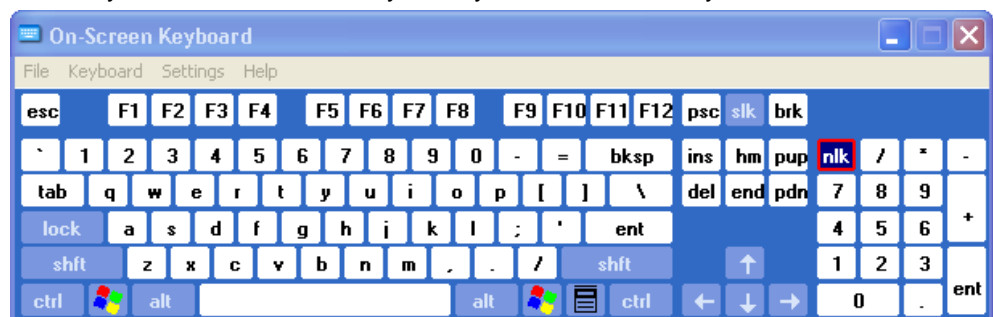 On-Screen Keyboard
File Keyboard Settings Help
esc F1 F2 F3 F4 F5 F6 F7 F8 F9 F10 F11 F12 psc slk brk
` 1 2 3 4 5 6 7 8 9 0 - = bksp ins hm pup nlk / * -
tab q w e r t y u i o p [ ] \ del end pdn 7 8 9 +
lock a s d f g h j k l ; ' ent 4 5 6
shft z x c v b n m , . / shft ↑ 1 2 3 ent
ctrl alt alt ctrl ← ↓ → 0 .